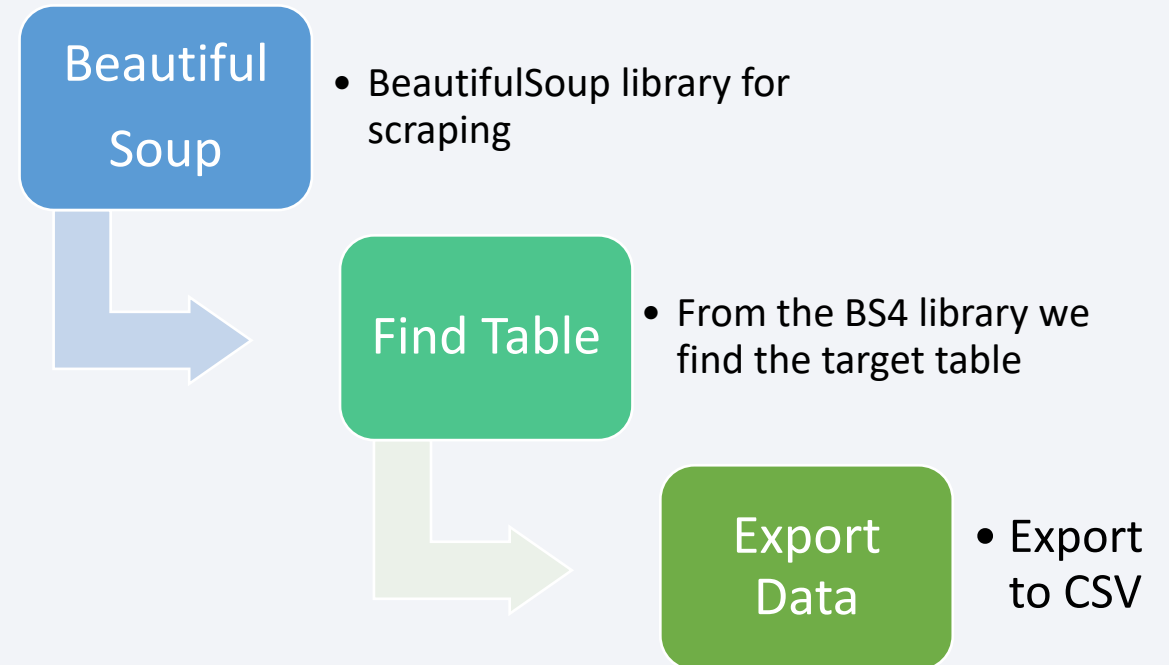 Beautiful
Soup
• BeautifulSoup library for
scraping
Find Table
• From the BS4 library we
find the target table
Export
Data
• Export
to CSV